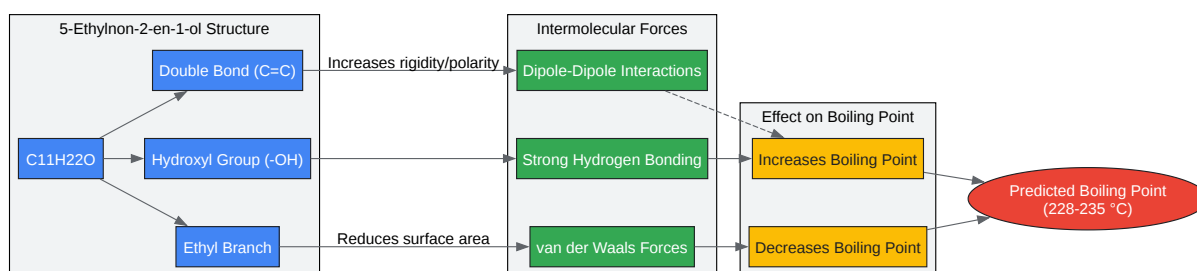 5-Ethylnon-2-en-1-ol Structure
Intermolecular Forces
Double Bond (C=C)
Increases rigidity/polarity
Dipole-Dipole Interactions
Effect on Boiling Point
C11H22O
Hydroxyl Group (-OH)
Strong Hydrogen Bonding
Increases Boiling Point
Predicted Boiling Point
(228-235 °C)
Ethyl Branch
Reduces surface area
van der Waals Forces
Decreases Boiling Point